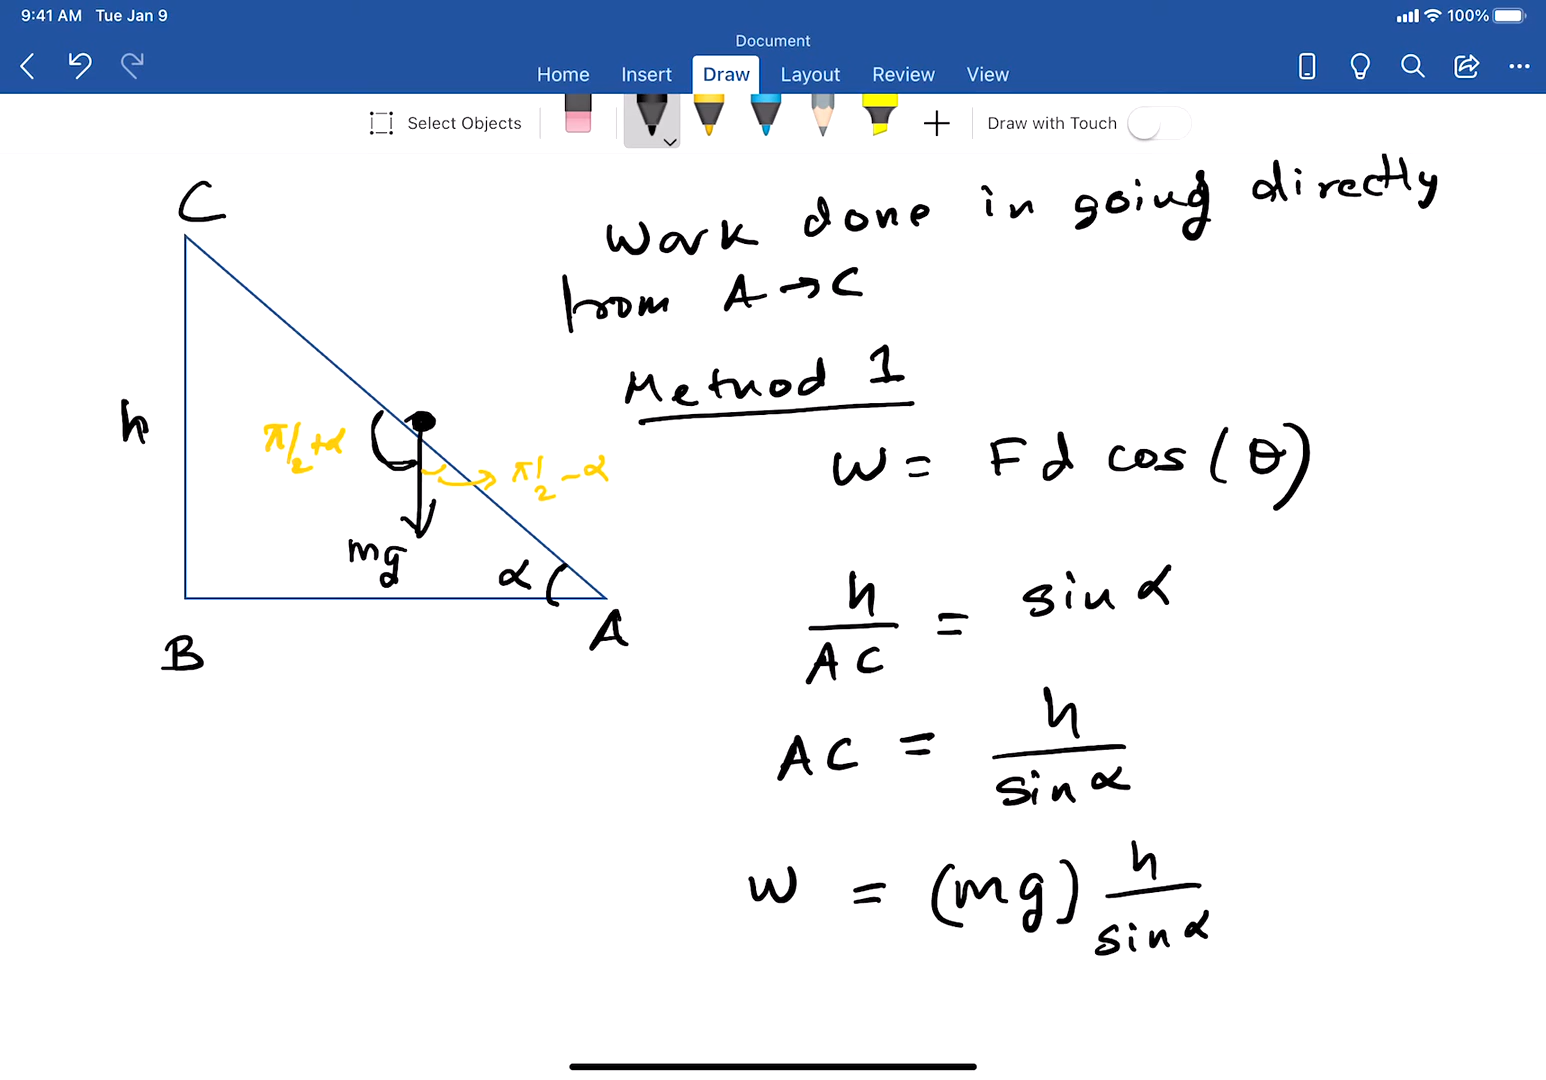 9:41 AM Tue Jan 9 100%
Document
Home Insert Draw Layout Review View
Select Objects Draw with Touch
C
Work done in going directly
from A → C
Method 1
h
π/2+α
π/2-α
W = Fd cos(θ)
mg
α
A
B
h/AC = sin α
AC = h/sin α
W = (mg) h/sin α